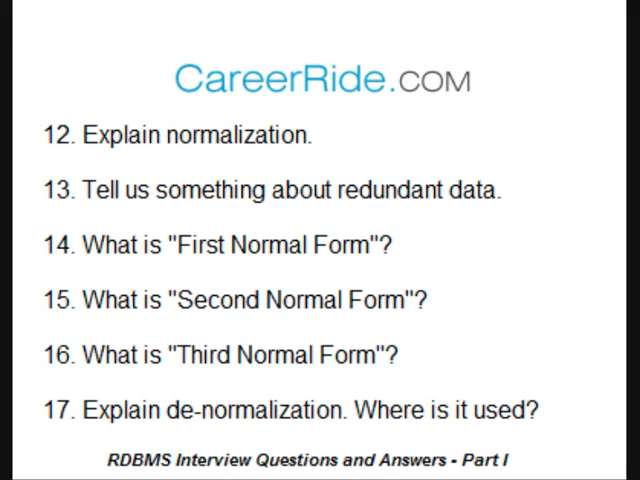 CareerRide.COM
12. Explain normalization.
13. Tell us something about redundant data.
14. What is "First Normal Form"?
15. What is "Second Normal Form"?
16. What is "Third Normal Form"?
17. Explain de-normalization. Where is it used?
RDBMS Interview Questions and Answers - Part I